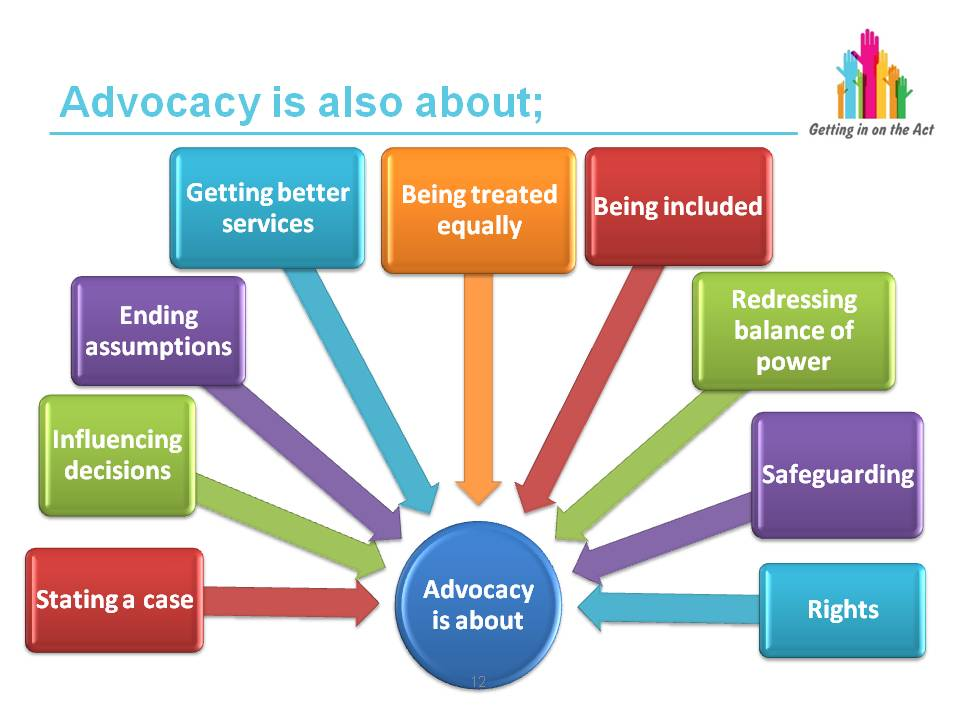 Advocacy is also about;
Getting in on the Act
Getting better
services
Being treated
equally
Being included
Ending
assumptions
Redressing
balance of
power
Influencing
decisions
Safeguarding
Stating a case
Advocacy
is about
Rights
12